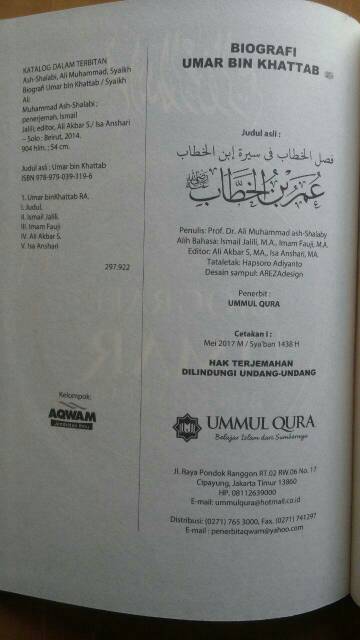 KATALOG DALAM TERBITAN
Ash-Shalabi, Ali Muhammad, Syaikh
Biografi Umar bin Khattab / Syaikh
Ali
Muhammad Ash-Shalabi ;
penerjemah, Ismail
Jalili; editor, Ali Akbar S./ Isa Anshari
– Solo : Beirut, 2014.
904 hlm. ; 54 cm.
Judul asli : Umar bin Khattab
ISBN 978-979-039-319-6
1. Umar binKhattab RA.
I. Judul.
II. Ismail Jalili.
III. Imam Fauji
IV. Ali Akbar S.
V. Isa Anshari
297.922
Kelompok:
AQWAM
Jembatan Ilmu
BIOGRAFI
UMAR BIN KHATTAB
Judul asli :
فصل الخطاب في سيرة إبن الخطاب
عمر بن الخطاب
Penulis: Prof. Dr. Ali Muhammad ash-Shalaby
Alih Bahasa: Ismail Jalili, M.A., Imam Fauji, M.A.
Editor: Ali Akbar S, MA., Isa Anshari, MA.
Tataletak: Hapsoro Adiyanto
Desain sampul: AREZAdesign
Penerbit :
UMMUL QURA
Cetakan I :
Mei 2017 M / Sya'ban 1438 H
HAK TERJEMAHAN
DILINDUNGI UNDANG-UNDANG
UMMUL QURA
Belajar Islam dari Sumbernya
Jl. Raya Pondok Ranggon RT.02 RW.06 No. 17
Cipayung, Jakarta Timur 13860
HP. 08112639000
E-mail: ummulqura@hotmail.co.id
Distribusi: (0271) 765 3000, Fax. (0271) 741297
E-mail : penerbitaqwam@yahoo.com